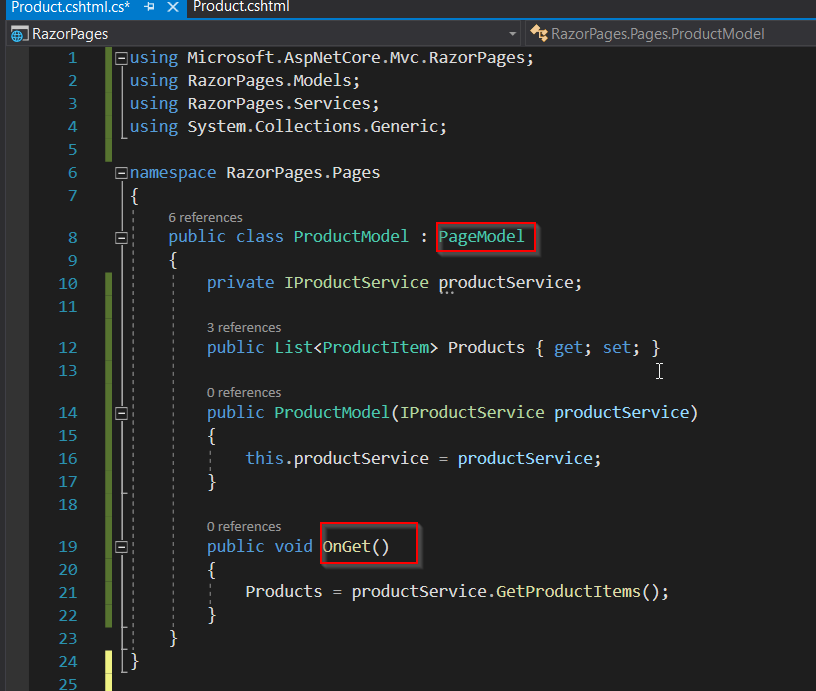 Product.cshtml.cs* Product.cshtml
RazorPages RazorPages.Pages.ProductModel
1 using Microsoft.AspNetCore.Mvc.RazorPages;
2 using RazorPages.Models;
3 using RazorPages.Services;
4 using System.Collections.Generic;
5
6 namespace RazorPages.Pages
7 {
6 references
8 public class ProductModel : PageModel
9 {
10 private IProductService productService;
11
3 references
12 public List<ProductItem> Products { get; set; }
13
0 references
14 public ProductModel(IProductService productService)
15 {
16 this.productService = productService;
17 }
18
0 references
19 public void OnGet()
20 {
21 Products = productService.GetProductItems();
22 }
23 }
24 }
25